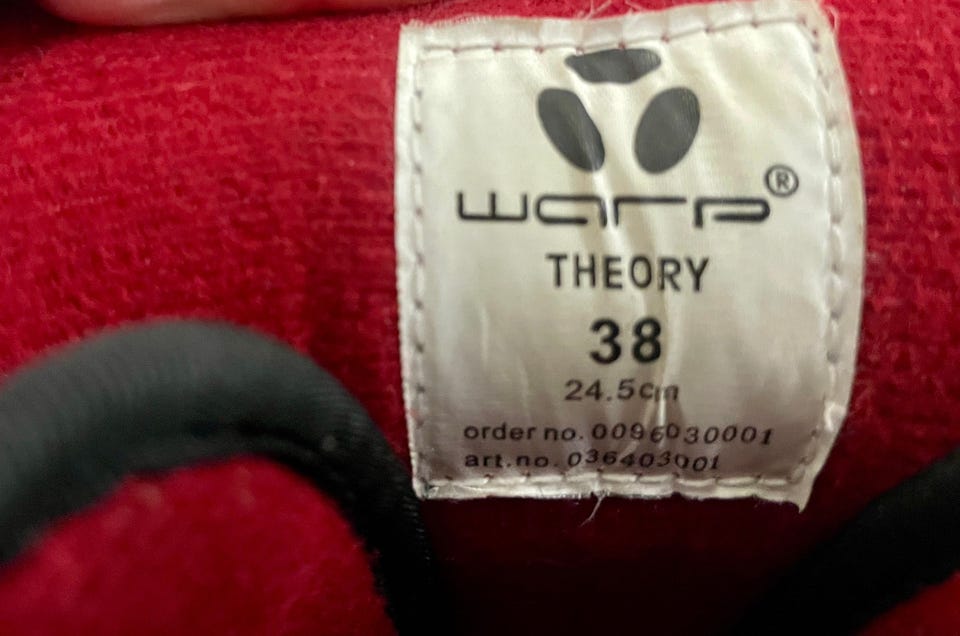 warp®
THEORY
38
24.5cm
order no. 0096030001
art.no. 036403001